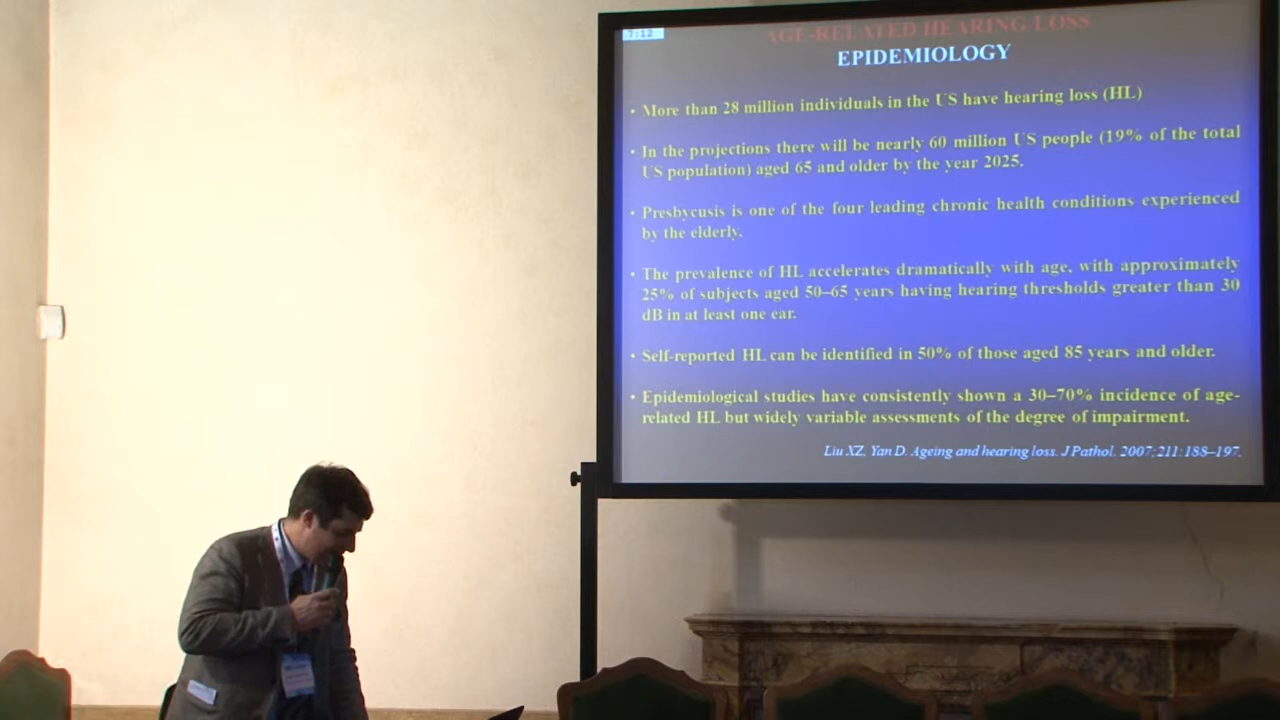 7:12
AGE-RELATED HEARING LOSS
EPIDEMIOLOGY
• More than 28 million individuals in the US have hearing loss (HL)
• In the projections there will be nearly 60 million US people (19% of the total
US population) aged 65 and older by the year 2025.
• Presbycusis is one of the four leading chronic health conditions experienced
by the elderly.
• The prevalence of HL accelerates dramatically with age, with approximately
25% of subjects aged 50–65 years having hearing thresholds greater than 30
dB in at least one ear.
• Self-reported HL can be identified in 50% of those aged 85 years and older.
• Epidemiological studies have consistently shown a 30–70% incidence of age-
related HL but widely variable assessments of the degree of impairment.
Liu XZ, Yan D. Ageing and hearing loss. J Pathol. 2007;211:188–197.